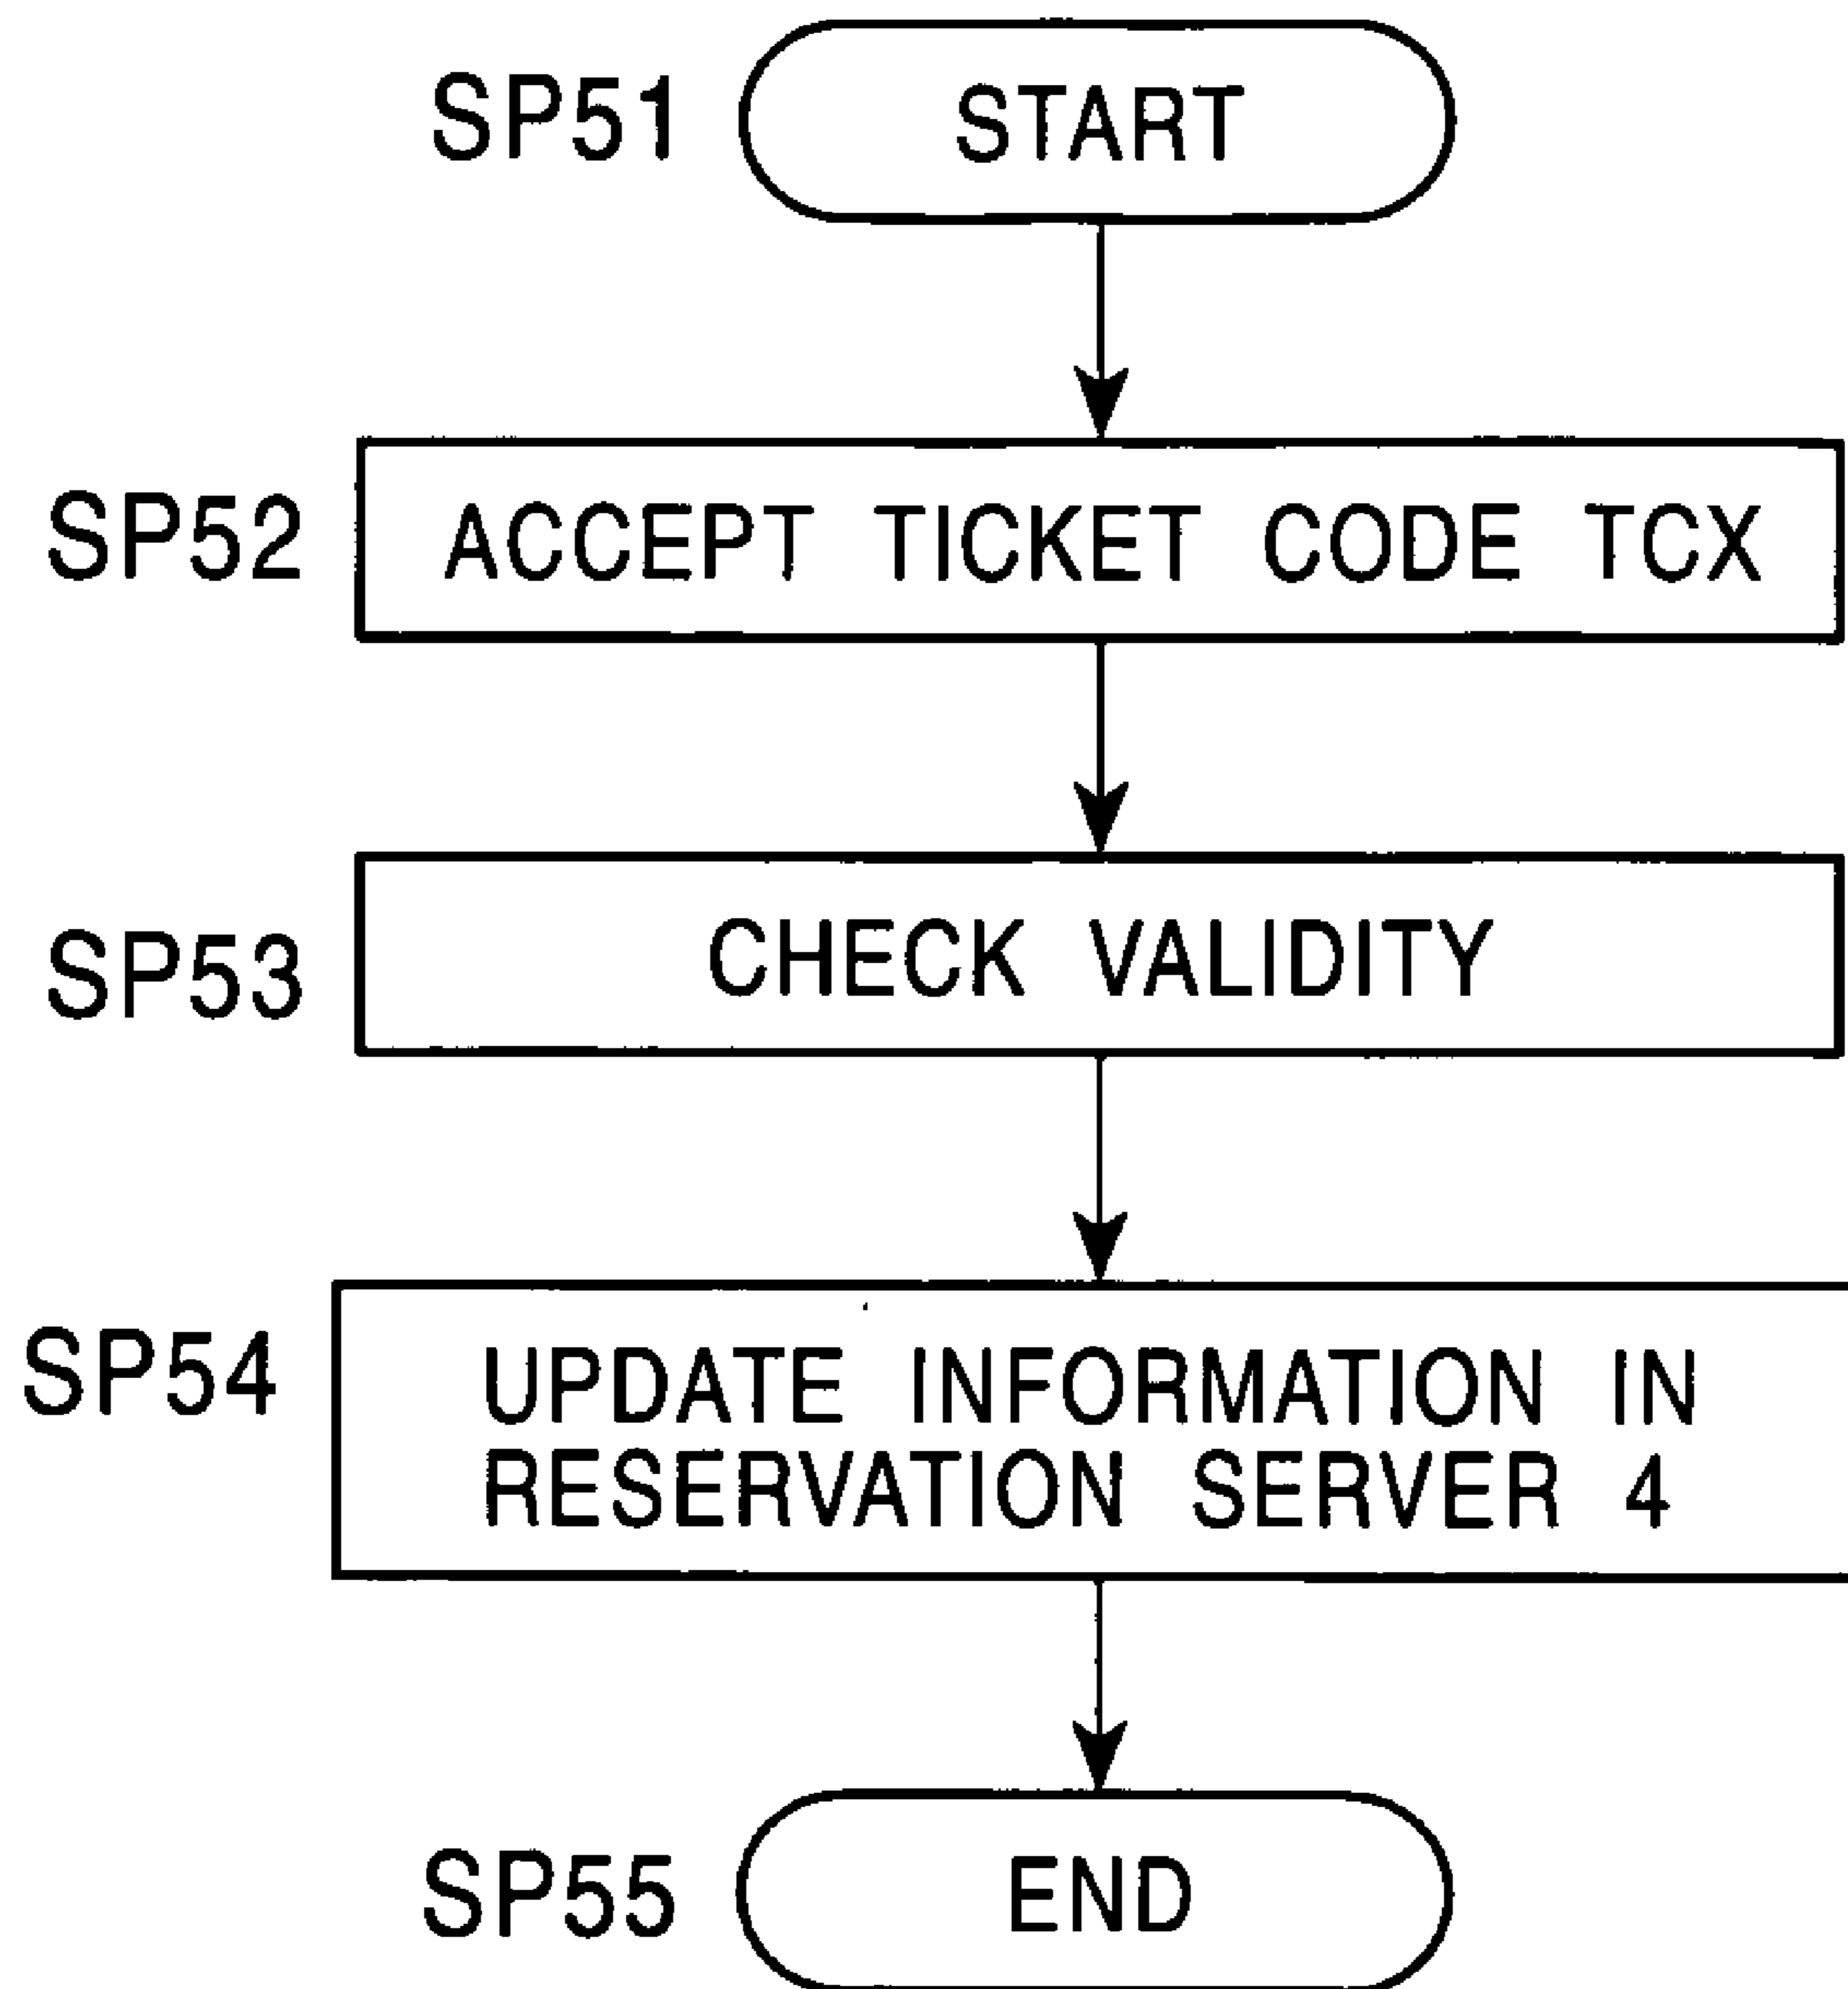 SP51 START
SP52 ACCEPT TICKET CODE TCX
SP53 CHECK VALIDITY
SP54 UPDATE INFORMATION IN
RESERVATION SERVER 4
SP55 END